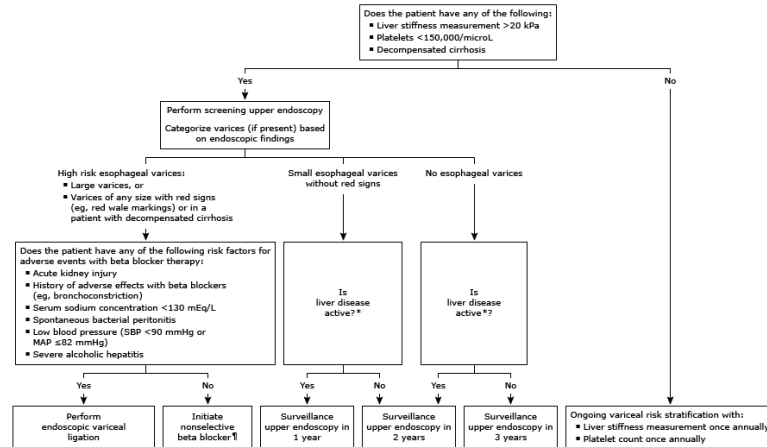 Does the patient have any of the following:
▪ Liver stiffness measurement >20 kPa
▪ Platelets <150,000/microL
▪ Decompensated cirrhosis
Yes
No
Perform screening upper endoscopy
Categorize varices (if present) based
on endoscopic findings
High risk esophageal varices:
▪ Large varices, or
▪ Varices of any size with red signs
(eg, red wale markings) or in a
patient with decompensated cirrhosis
Small esophageal varices
without red signs
No esophageal varices
Does the patient have any of the following risk factors for
adverse events with beta blocker therapy:
▪ Acute kidney injury
▪ History of adverse effects with beta blockers
(eg, bronchoconstriction)
▪ Serum sodium concentration <130 mEq/L
▪ Spontaneous bacterial peritonitis
▪ Low blood pressure (SBP <90 mmHg or
MAP ≤82 mmHg)
▪ Severe alcoholic hepatitis
Is
liver disease
active?*
Is
liver disease
active*?
Yes
No
Yes
No
Yes
No
Perform
endoscopic variceal
ligation
Initiate
nonselective
beta blocker¶
Surveillance
upper endoscopy in
1 year
Surveillance
upper endoscopy in
2 years
Surveillance
upper endoscopy in
3 years
Ongoing variceal risk stratification with:
▪ Liver stiffness measurement once annually
▪ Platelet count once annually